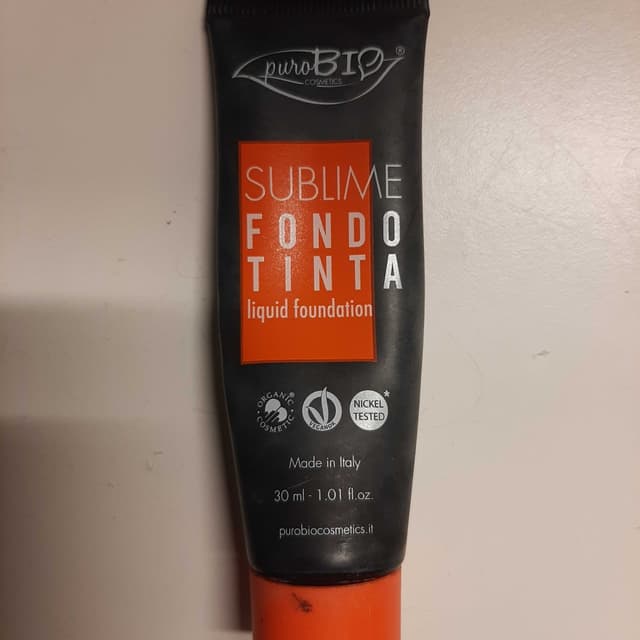 puroBIO®
COSMETICS
SUBLIME
FONDO
TINTA
liquid foundation
ORGANIC
COSMETIC
VEGANOK
NICKEL
TESTED*
Made in Italy
30 ml - 1.01 fl.oz.
purobiocosmetics.it